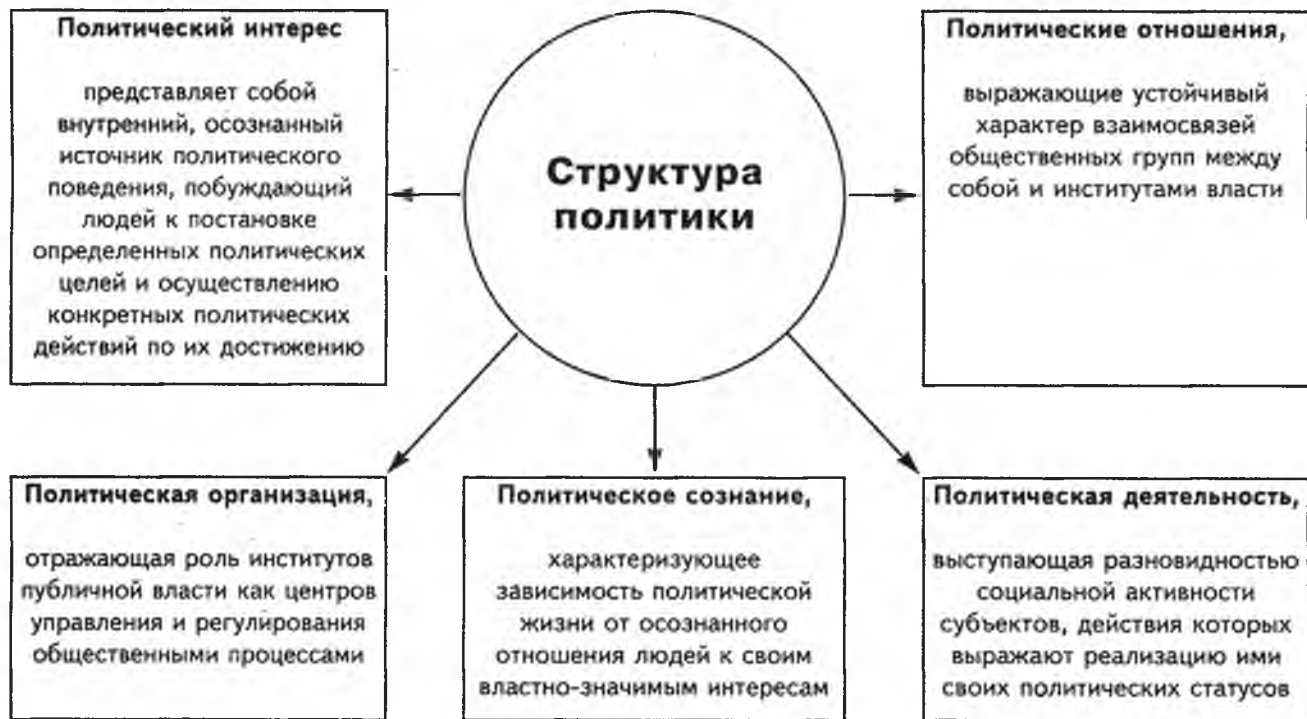 Политический интерес
представляет собой
внутренний, осознанный
источник политического
поведения, побуждающий
людей к постановке
определенных политических
целей и осуществлению
конкретных политических
действий по их достижению
Структура
политики
Политические отношения,
выражающие устойчивый
характер взаимосвязей
общественных групп между
собой и институтами власти
Политическая организация,
отражающая роль институтов
публичной власти как центров
управления и регулирования
общественными процессами
Политическое сознание,
характеризующее
зависимость политической
жизни от осознанного
отношения людей к своим
властно-значимым интересам
Политическая деятельность,
выступающая разновидностью
социальной активности
субъектов, действия которых
выражают реализацию ими
своих политических статусов